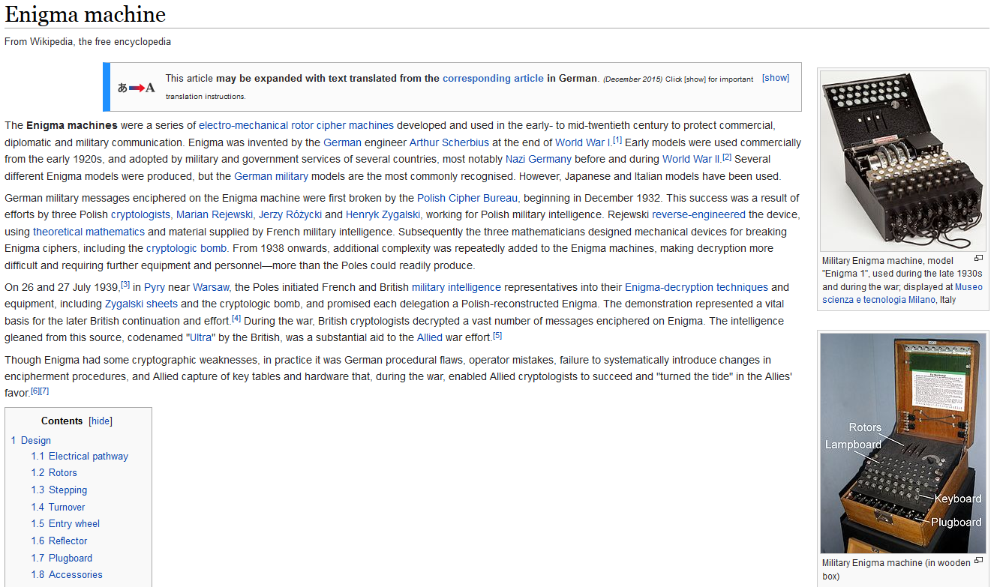 Enigma machine
From Wikipedia, the free encyclopedia
あ A
This article may be expanded with text translated from the corresponding article in German. (December 2015) Click [show] for important
translation instructions.
[show]
The Enigma machines were a series of electro-mechanical rotor cipher machines developed and used in the early- to mid-twentieth century to protect commercial,
diplomatic and military communication. Enigma was invented by the German engineer Arthur Scherbius at the end of World War I.[1] Early models were used commercially
from the early 1920s, and adopted by military and government services of several countries, most notably Nazi Germany before and during World War II.[2] Several
different Enigma models were produced, but the German military models are the most commonly recognised. However, Japanese and Italian models have been used.
German military messages enciphered on the Enigma machine were first broken by the Polish Cipher Bureau, beginning in December 1932. This success was a result of
efforts by three Polish cryptologists, Marian Rejewski, Jerzy Różycki and Henryk Zygalski, working for Polish military intelligence. Rejewski reverse-engineered the device,
using theoretical mathematics and material supplied by French military intelligence. Subsequently the three mathematicians designed mechanical devices for breaking
Enigma ciphers, including the cryptologic bomb. From 1938 onwards, additional complexity was repeatedly added to the Enigma machines, making decryption more
difficult and requiring further equipment and personnel—more than the Poles could readily produce.
On 26 and 27 July 1939,[3] in Pyry near Warsaw, the Poles initiated French and British military intelligence representatives into their Enigma-decryption techniques and
equipment, including Zygalski sheets and the cryptologic bomb, and promised each delegation a Polish-reconstructed Enigma. The demonstration represented a vital
basis for the later British continuation and effort.[4] During the war, British cryptologists decrypted a vast number of messages enciphered on Enigma. The intelligence
gleaned from this source, codenamed "Ultra" by the British, was a substantial aid to the Allied war effort.[5]
Though Enigma had some cryptographic weaknesses, in practice it was German procedural flaws, operator mistakes, failure to systematically introduce changes in
encipherment procedures, and Allied capture of key tables and hardware that, during the war, enabled Allied cryptologists to succeed and "turned the tide" in the Allies'
favor.[6][7]
Contents [hide]
1 Design
1.1 Electrical pathway
1.2 Rotors
1.3 Stepping
1.4 Turnover
1.5 Entry wheel
1.6 Reflector
1.7 Plugboard
1.8 Accessories
Military Enigma machine, model
"Enigma 1", used during the late 1930s
and during the war; displayed at Museo
scienza e tecnologia Milano, Italy
Rotors
Lampboard
Keyboard
Plugboard
Military Enigma machine (in wooden
box)